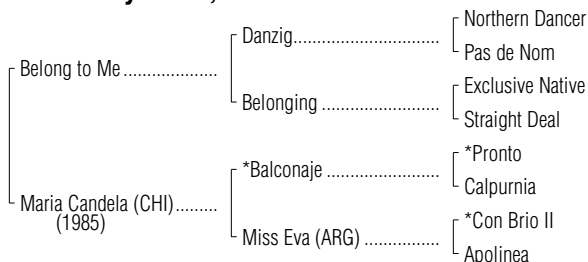 Northern Dancer
Danzig
Pas de Nom
Belong to Me
Exclusive Native
Belonging
Straight Deal
*Pronto
*Balconaje
Calpurnia
Maria Candela (CHI)
(1985)
*Con Brio II
Miss Eva (ARG)
Apolinea